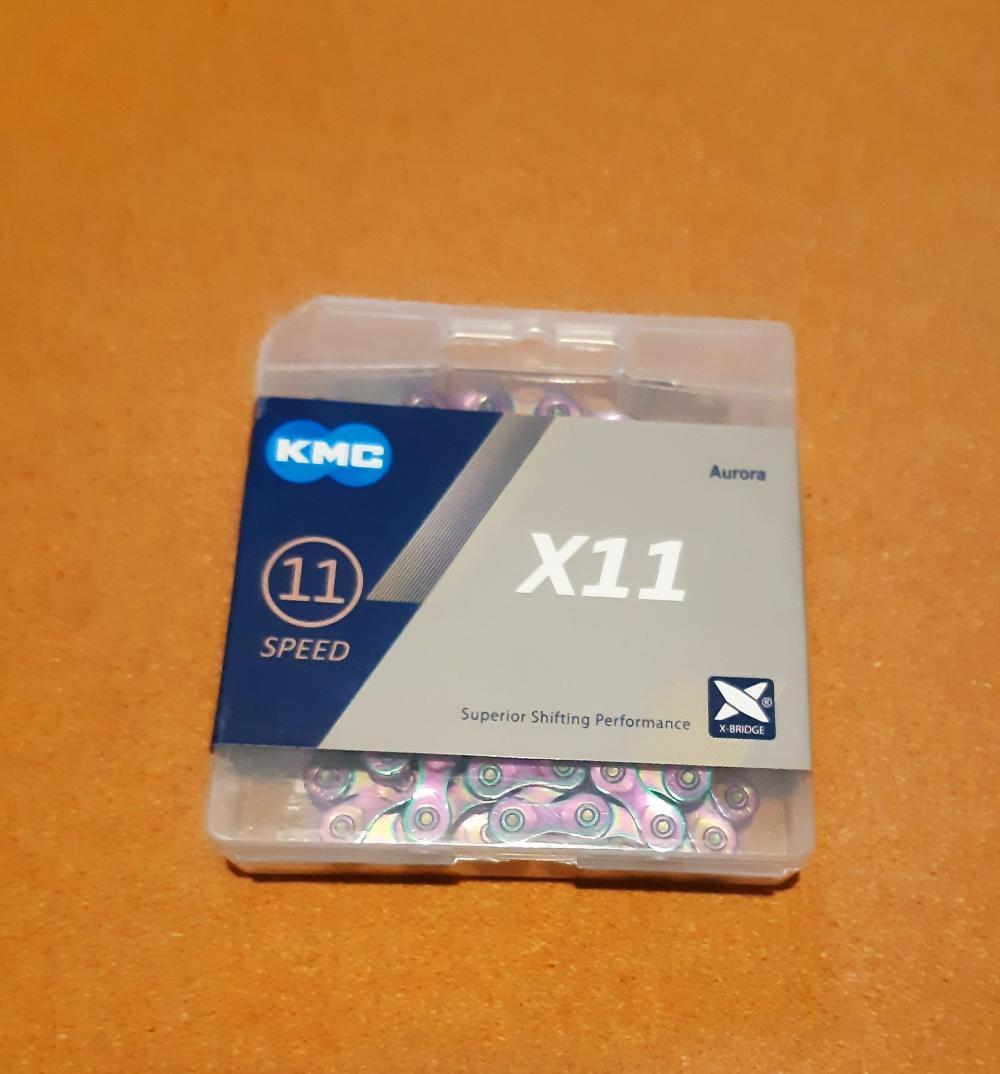 KMC
Aurora
11
SPEED
X11
Superior Shifting Performance
®
X-BRIDGE